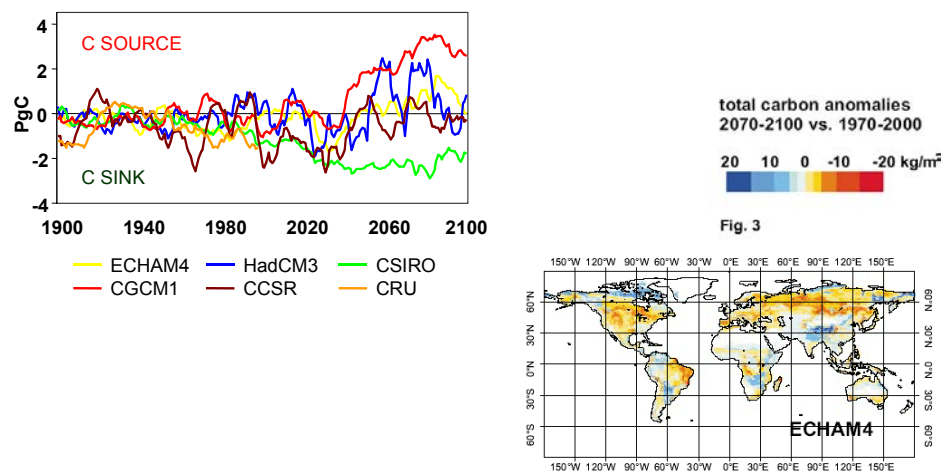 4
C SOURCE
2
PgC
0
-2
C SINK
-4
1900 1940 1980 2020 2060 2100
ECHAM4 HadCM3 CSIRO
CGCM1 CCSR CRU
total carbon anomalies
2070-2100 vs. 1970-2000
20 10 0 -10 -20 kg/m²
Fig. 3
150°W 120°W 90°W 60°W 30°W 0°E 30°E 60°E 90°E 120°E 150°E
60°N 60°N
30°N 30°N
0°N 0°N
30°S 30°S
60°S 60°S
ECHAM4
150°W 120°W 90°W 60°W 30°W 0°E 30°E 60°E 90°E 120°E 150°E